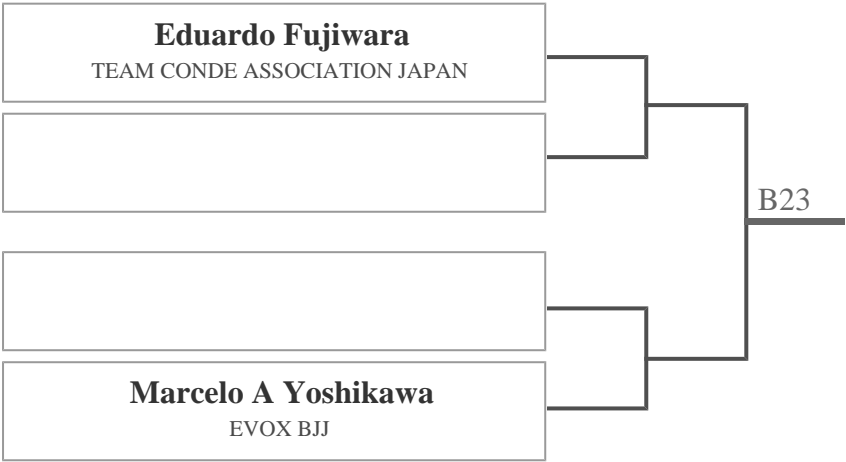 Eduardo Fujiwara
TEAM CONDE ASSOCIATION JAPAN
B23
Marcelo A Yoshikawa
EVOX BJJ